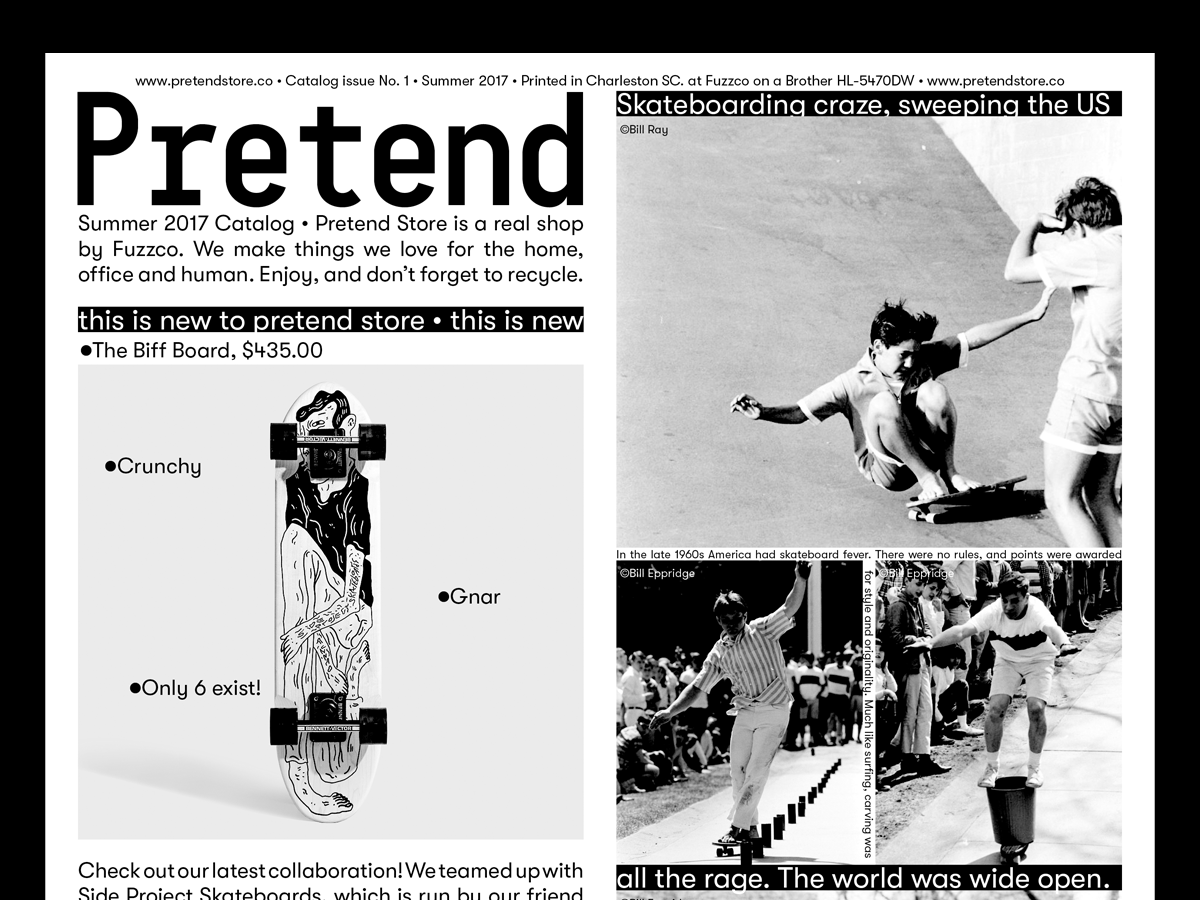 www.pretendstore.co • Catalog issue No. 1 • Summer 2017 • Printed in Charleston SC. at Fuzzco on a Brother HL-5470DW • www.pretendstore.co
Pretend
Summer 2017 Catalog • Pretend Store is a real shop
by Fuzzco. We make things we love for the home,
office and human. Enjoy, and don't forget to recycle.
this is new to pretend store • this is new
●The Biff Board, $435.00
BENNETT-VECTOR
●Crunchy
●Gnar
●Only 6 exist!
BENNETT-VECTOR
Check out our latest collaboration! We teamed up with
Side Project Skateboards, which is run by our friend
Skateboarding craze, sweeping the US
©Bill Ray
In the late 1960s America had skateboard fever. There were no rules, and points were awarded
©Bill Eppridge
for style and originality. Much like surfing, carving was
©Bill Eppridge
all the rage. The world was wide open.